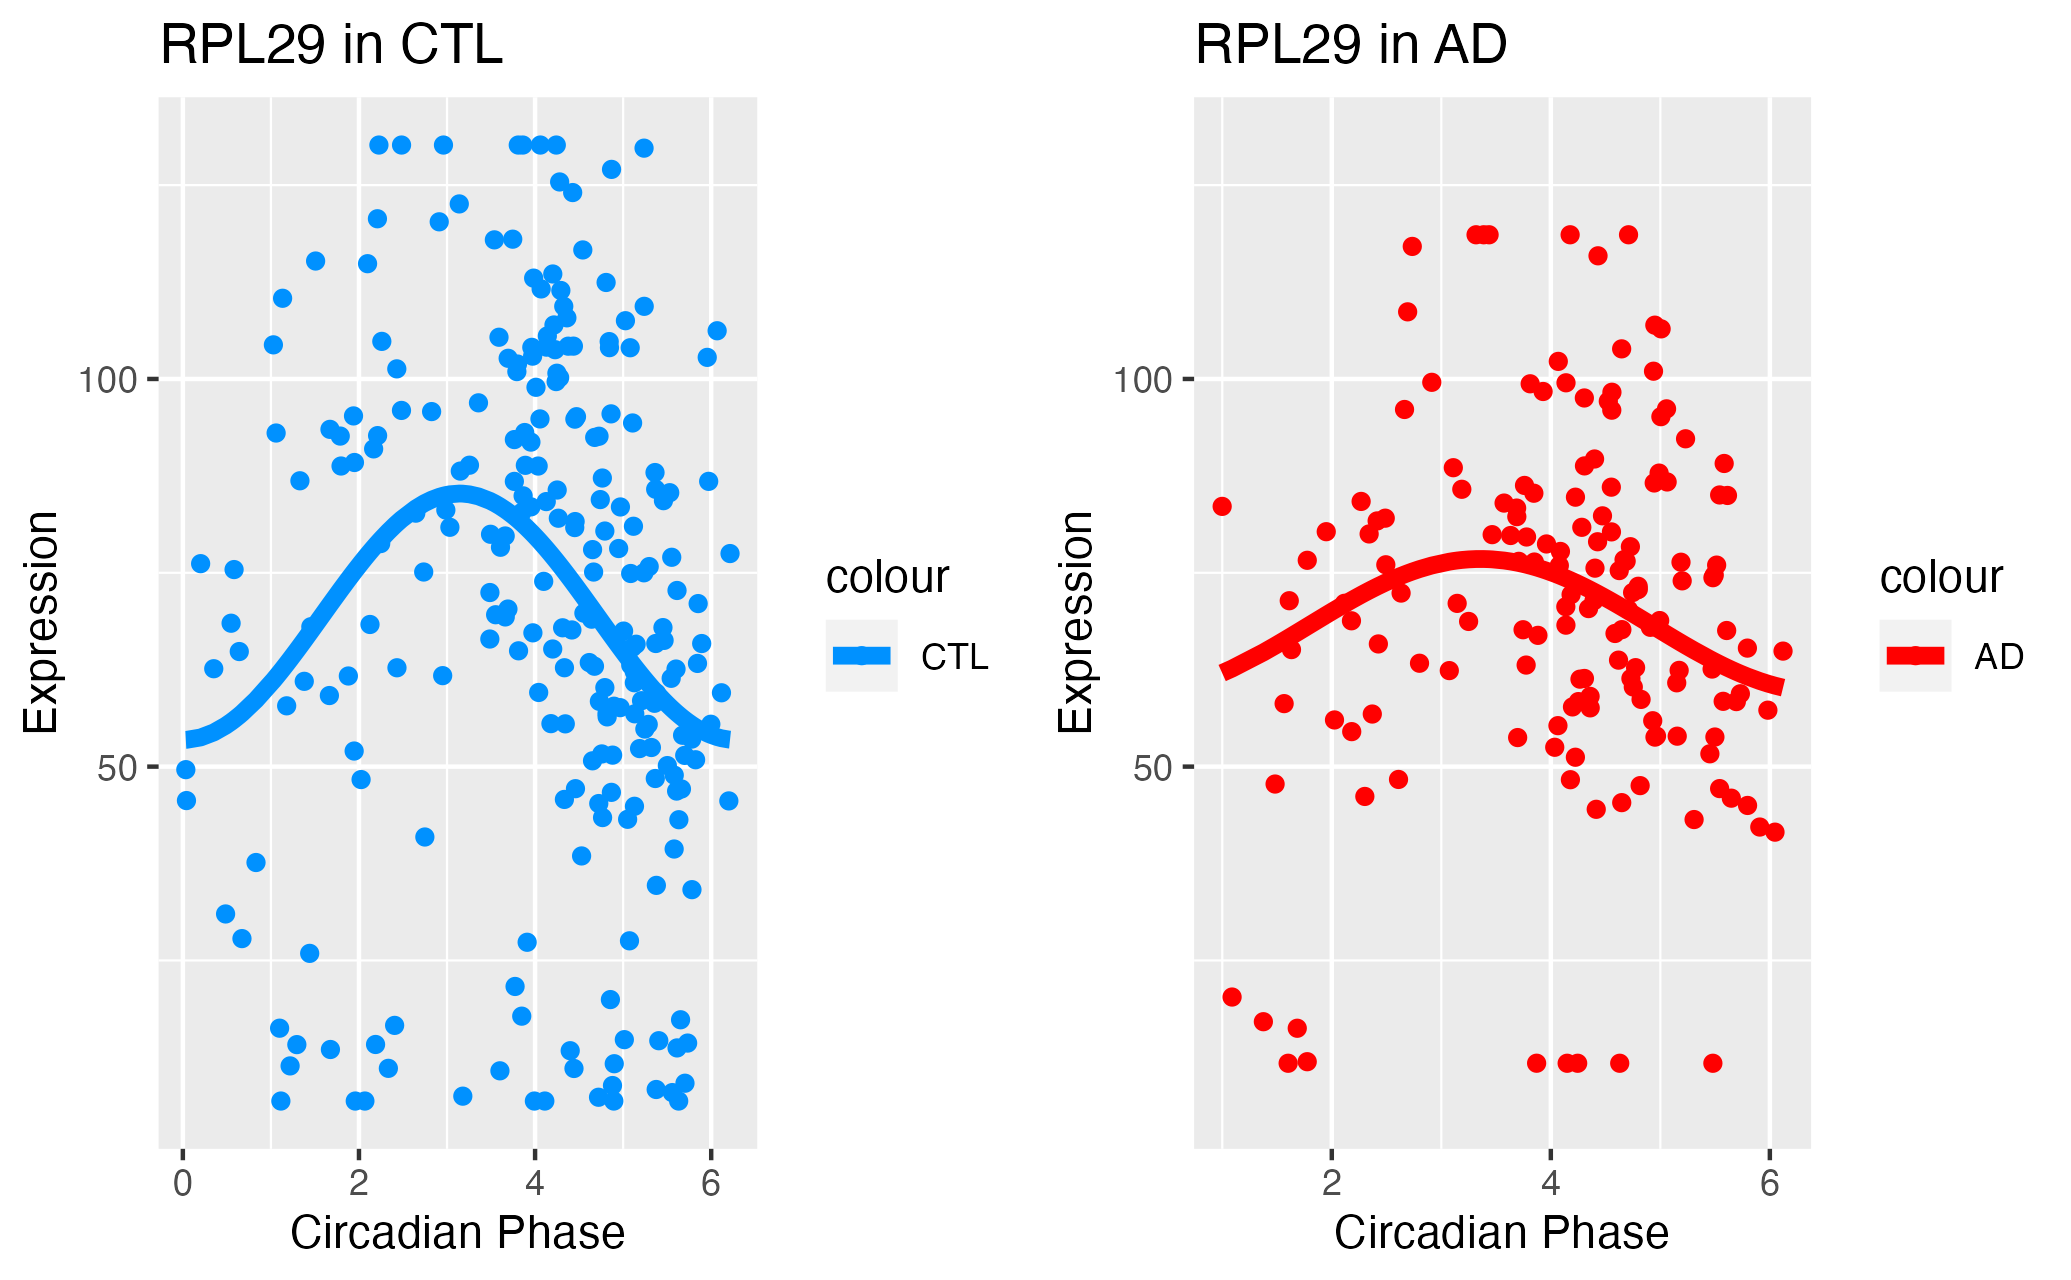 RPL29 in CTL
RPL29 in AD
Expression
100
50
0
2
4
6
Circadian Phase
colour
CTL
Expression
100
50
2
4
6
Circadian Phase
colour
AD